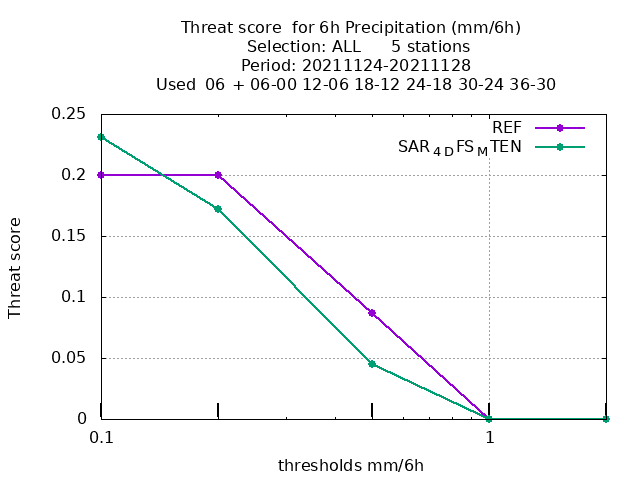 Threat score  for 6h Precipitation (mm/6h)
Selection: ALL      5 stations
Period: 20211124-20211128
Used  06 + 06-00 12-06 18-12 24-18 30-24 36-30
0.25
REF
SAR4DFSMTEN
0.2
0.15
0.1
0.05
0
Threat score
0.1
1
thresholds mm/6h